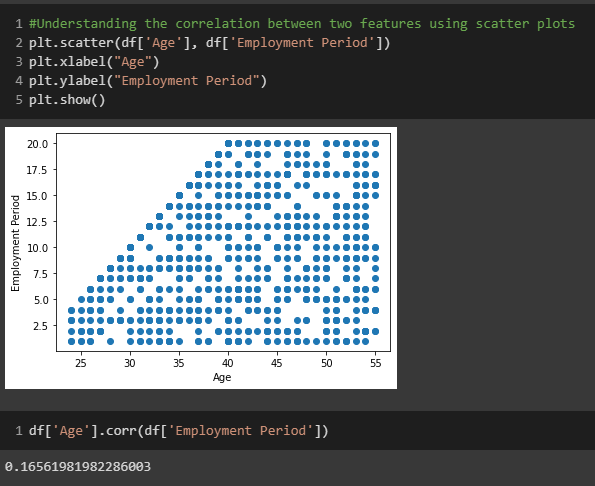 1 #Understanding the correlation between two features using scatter plots
2 plt.scatter(df['Age'], df['Employment Period'])
3 plt.xlabel("Age")
4 plt.ylabel("Employment Period")
5 plt.show()
Employment Period
20.0
17.5
15.0
12.5
10.0
7.5
5.0
2.5
25 30 35 40 45 50 55
Age
1 df['Age'].corr(df['Employment Period'])
0.16561981982286003